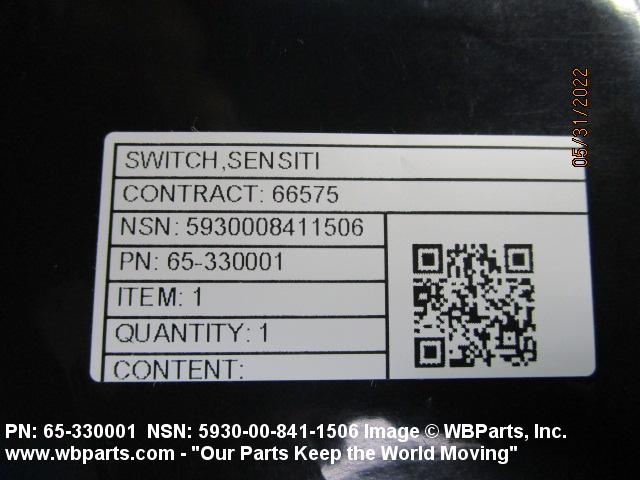 05/31/2022
SWITCH,SENSITI
CONTRACT: 66575
NSN: 5930008411506
PN: 65-330001
ITEM: 1
QUANTITY: 1
CONTENT:
PN: 65-330001 NSN: 5930-00-841-1506 Image © WBParts, Inc.
www.wbparts.com - "Our Parts Keep the World Moving"